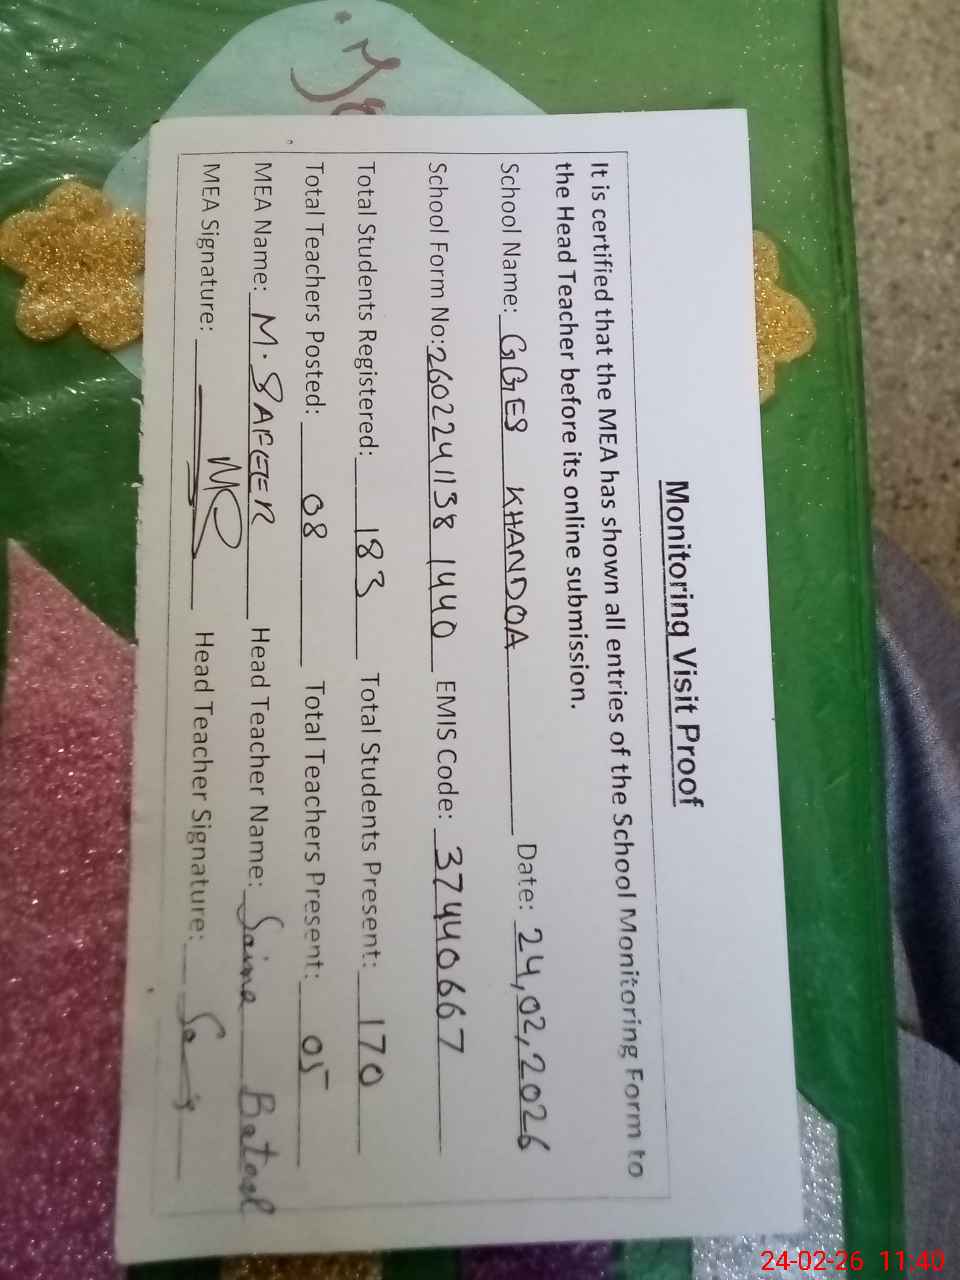 Monitoring Visit Proof
It is certified that the MEA has shown all entries of the School Monitoring Form to
the Head Teacher before its online submission.
School Name: GGES KHANDOA Date: 24,02,2026
School Form No: 2602241138 1440 EMIS Code: 37440667
Total Students Registered: 183 Total Students Present: 170
Total Teachers Posted: 08 Total Teachers Present: 05
MEA Name: M. SAFEER Head Teacher Name: Saima Batool
MEA Signature: Head Teacher Signature:
24-02-26 11:40